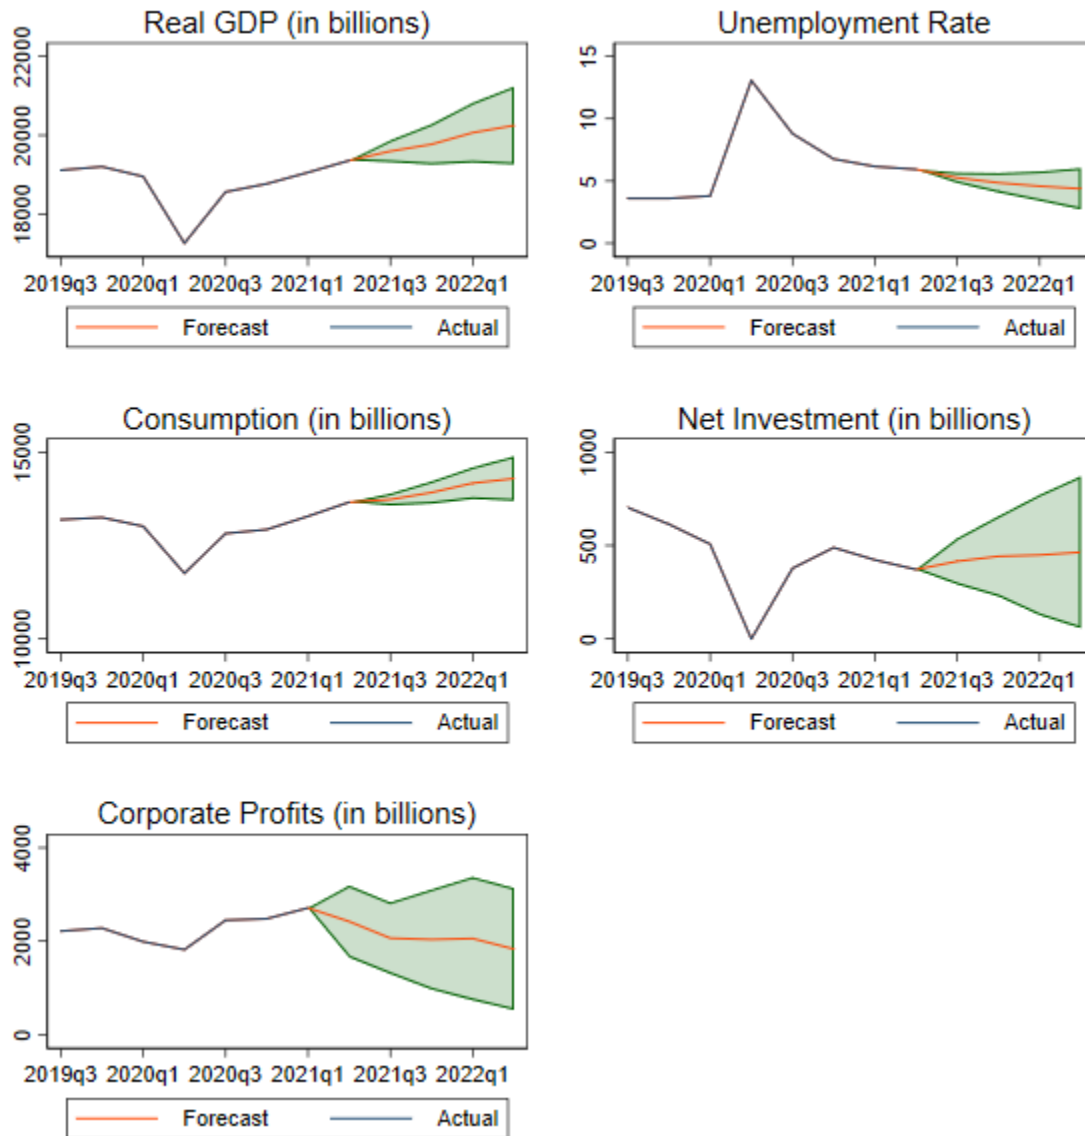 Real GDP (in billions)
22000
20000
18000
2019q3 2020q1 2020q3 2021q1 2021q3 2022q1
Forecast Actual
Unemployment Rate
15
10
5
0
2019q3 2020q1 2020q3 2021q1 2021q3 2022q1
Forecast Actual
Consumption (in billions)
15000
10000
2019q3 2020q1 2020q3 2021q1 2021q3 2022q1
Forecast Actual
Net Investment (in billions)
1000
500
0
2019q3 2020q1 2020q3 2021q1 2021q3 2022q1
Forecast Actual
Corporate Profits (in billions)
4000
2000
0
2019q3 2020q1 2020q3 2021q1 2021q3 2022q1
Forecast Actual